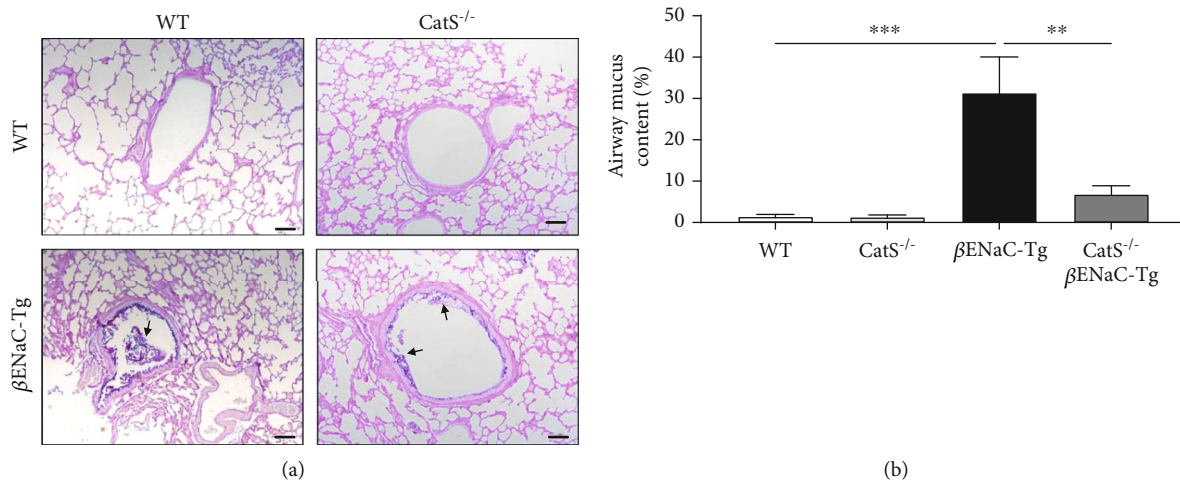 WT
CatS-/-
WT
βENaC-Tg
(a)
Airway mucus
content (%)
50
40
30
20
10
0
***
**
WT
CatS-/-
βENaC-Tg
CatS-/-
βENaC-Tg
(b)